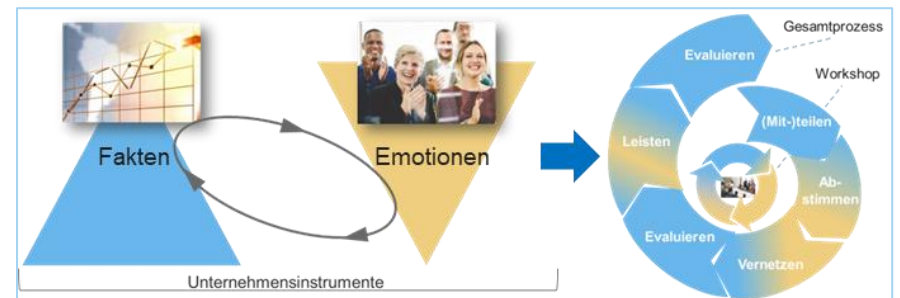 Fakten
Emotionen
Unternehmensinstrumente
Gesamtprozess
Workshop
Evaluieren
(Mit-)teilen
Leisten
Ab-
stimmen
Evaluieren
Vernetzen